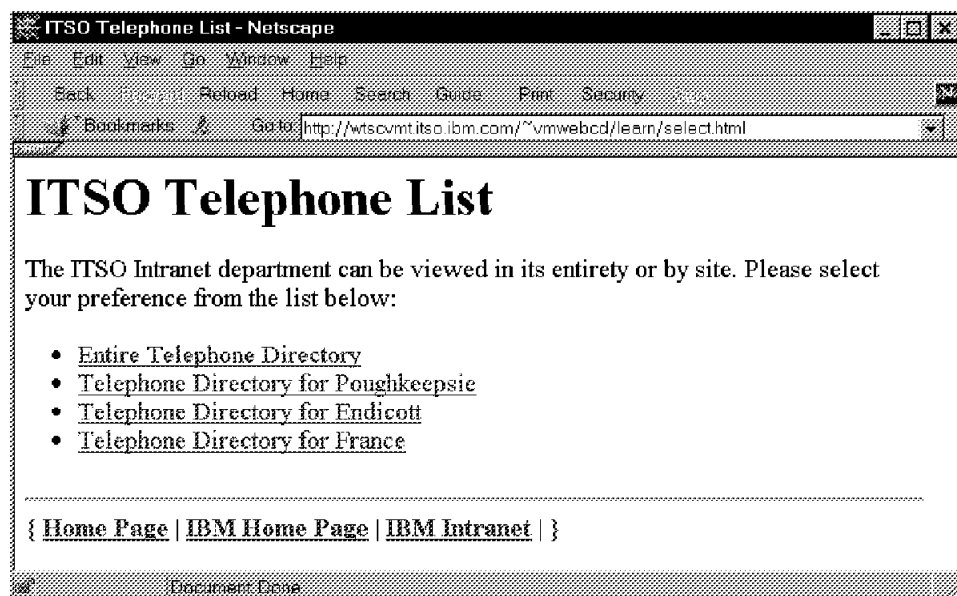 ITSO Telephone List - Netscape
File Edit View Go Window Help
Back Forward Reload Home Search Guide Print Security
Bookmarks Go to: http://wtscvmt.itso.ibm.com/~vmwebcd/learn/select.html
ITSO Telephone List
The ITSO Intranet department can be viewed in its entirety or by site. Please select
your preference from the list below:
• Entire Telephone Directory
• Telephone Directory for Poughkeepsie
• Telephone Directory for Endicott
• Telephone Directory for France
{ Home Page | IBM Home Page | IBM Intranet | }
Document: Done